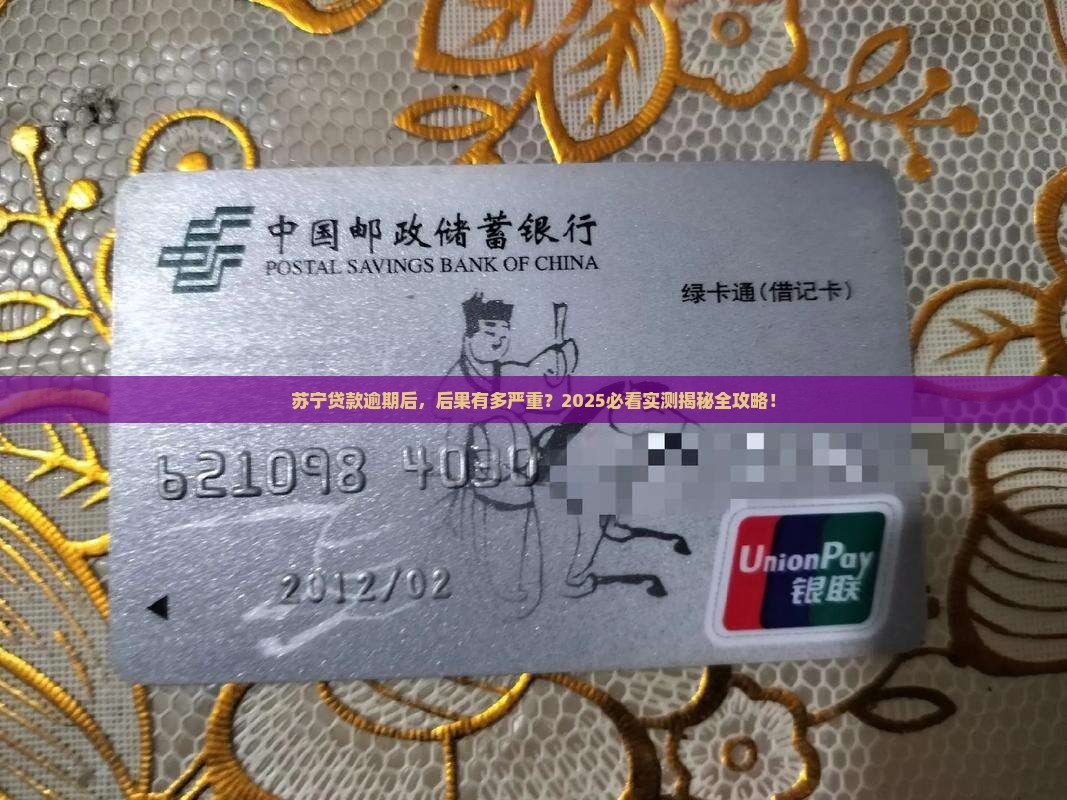 中国邮政储蓄银行
POSTAL SAVINGS BANK OF CHINA
绿卡通(借记卡)
苏宁贷款逾期后，后果有多严重？2025必看实测揭秘全攻略！
621098 4030
2012/02
UnionPay
银联